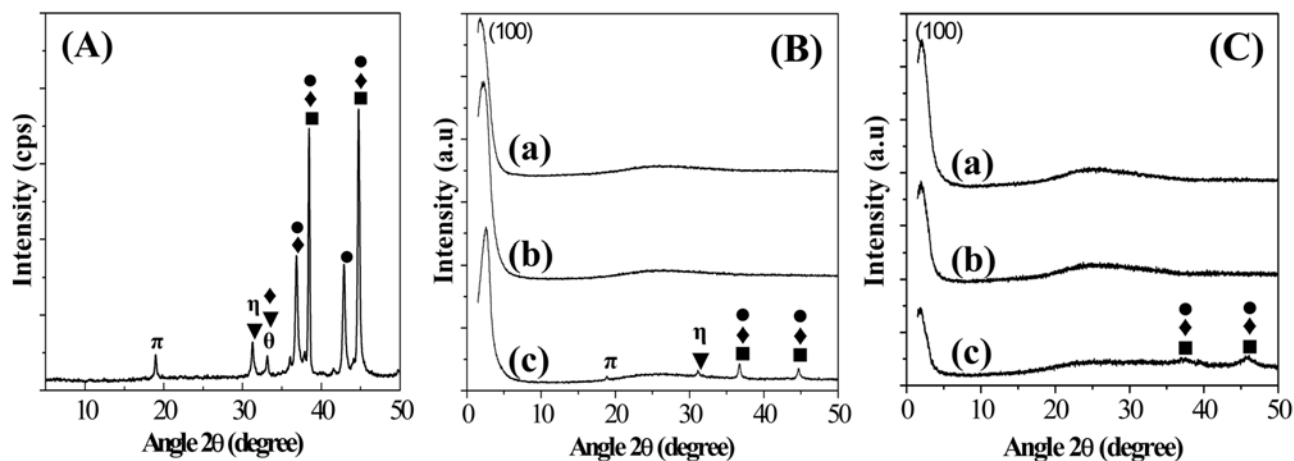 (A)
Intensity (cps)
π
η
θ
10 20 30 40 50
Angle 2θ (degree)
(100)
(B)
Intensity (a.u)
(a)
(b)
(c)
π
η
0 10 20 30 40 50
Angle 2θ (degree)
(100)
(C)
Intensity (a.u)
(a)
(b)
(c)
0 10 20 30 40 50
Angle 2θ (degree)